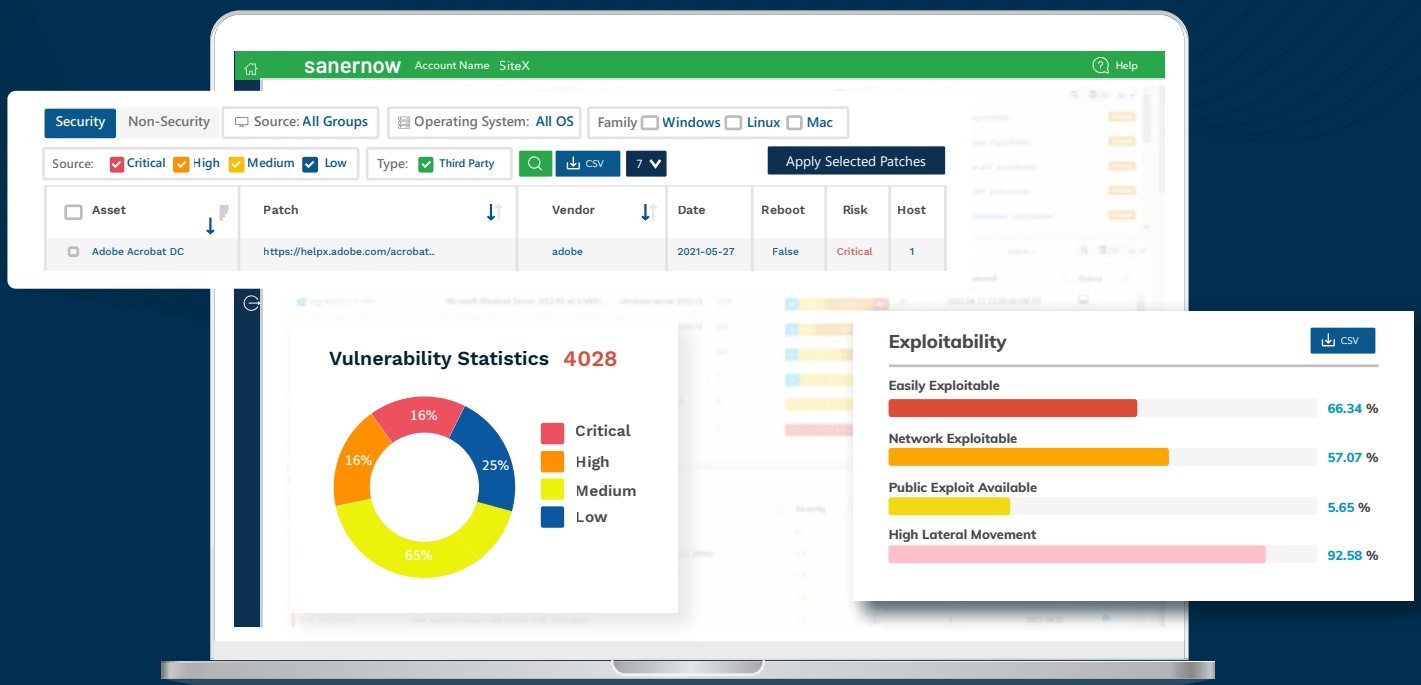 sanernow Account Name SiteX
Help
Security Non-Security Source: All Groups Operating System: All OS Family Windows Linux Mac
Source: Critical High Medium Low Type: Third Party CSV 7 Apply Selected Patches
Asset Patch Vendor Date Reboot Risk Host
Adobe Acrobat DC https://helpx.adobe.com/acrobat.. adobe 2021-05-27 False Critical 1
Vulnerability Statistics 4028
16%
16%
25%
65%
Critical
High
Medium
Low
Exploitability CSV
Easily Exploitable
66.34 %
Network Exploitable
57.07 %
Public Exploit Available
5.65 %
High Lateral Movement
92.58 %